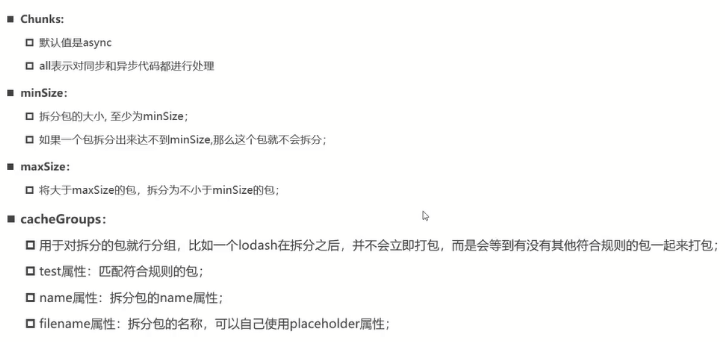 Chunks:
默认值是async
all表示对同步和异步代码都进行处理
minSize：
拆分包的大小, 至少为minSize；
如果一个包拆分出来达不到minSize,那么这个包就不会拆分；
maxSize：
将大于maxSize的包，拆分为不小于minSize的包；
cacheGroups：
用于对拆分的包就行分组，比如一个lodash在拆分之后，并不会立即打包，而是会等到有没有其他符合规则的包一起来打包；
test属性：匹配符合规则的包；
name属性：拆分包的name属性；
filename属性：拆分包的名称，可以自己使用placeholder属性；